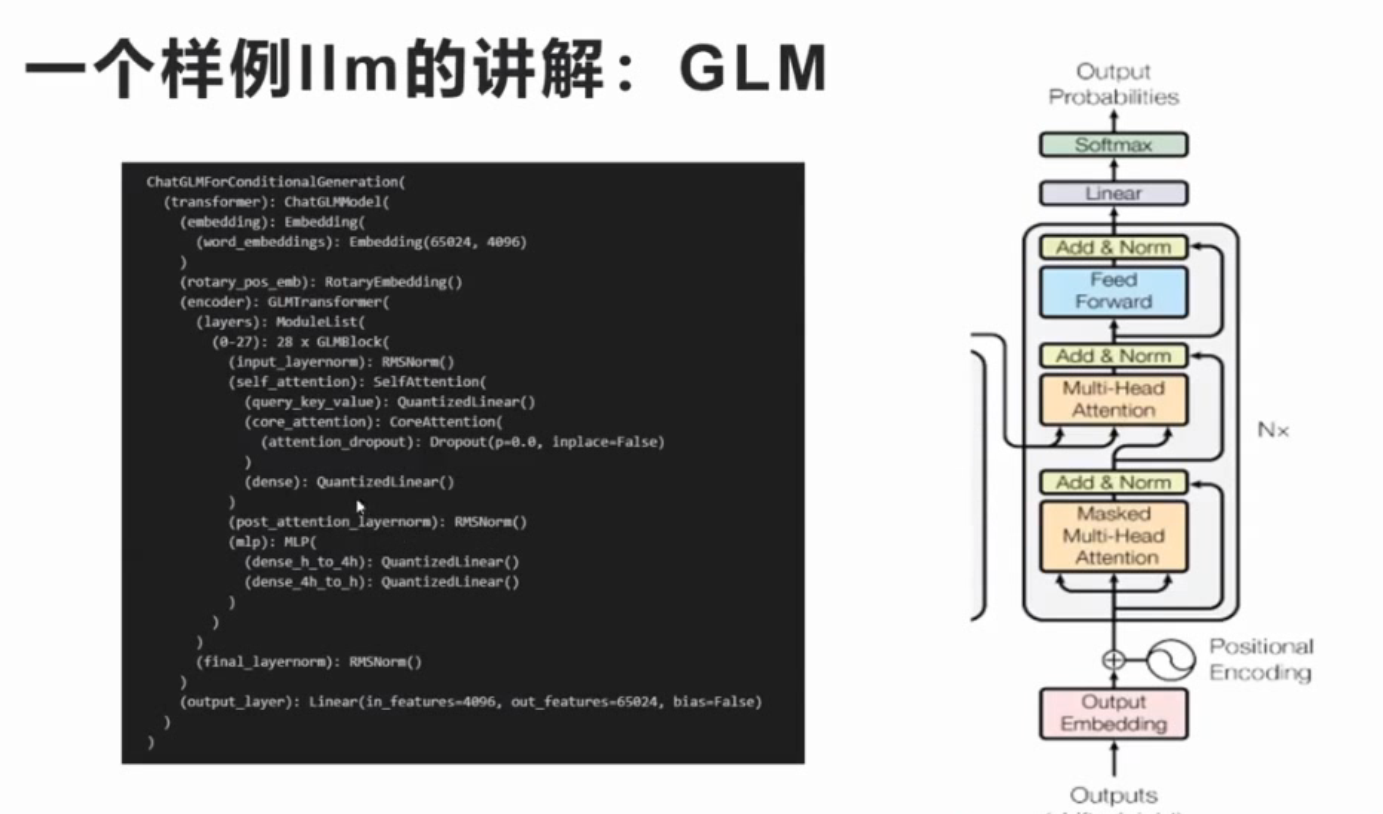 一个样例llm的讲解：GLM
ChatGLMForConditionalGeneration(
(transformer): ChatGLMModel(
(embedding): Embedding(
(word_embeddings): Embedding(65024, 4096)
)
(rotary_pos_emb): RotaryEmbedding()
(encoder): GLMTransformer(
(layers): ModuleList(
(0-27): 28 x GLMBlock(
(input_layernorm): RMSNorm()
(self_attention): SelfAttention(
(query_key_value): QuantizedLinear()
(core_attention): CoreAttention(
(attention_dropout): Dropout(p=0.0, inplace=False)
)
(dense): QuantizedLinear()
)
(post_attention_layernorm): RMSNorm()
(mlp): MLP(
(dense_h_to_4h): QuantizedLinear()
(dense_4h_to_h): QuantizedLinear()
)
)
)
(final_layernorm): RMSNorm()
)
(output_layer): Linear(in_features=4096, out_features=65024, bias=False)
)
)
Output
Probabilities
Softmax
Linear
Add & Norm
Feed
Forward
Add & Norm
Multi-Head
Attention
N×
Add & Norm
Masked
Multi-Head
Attention
Positional
Encoding
Output
Embedding
Outputs